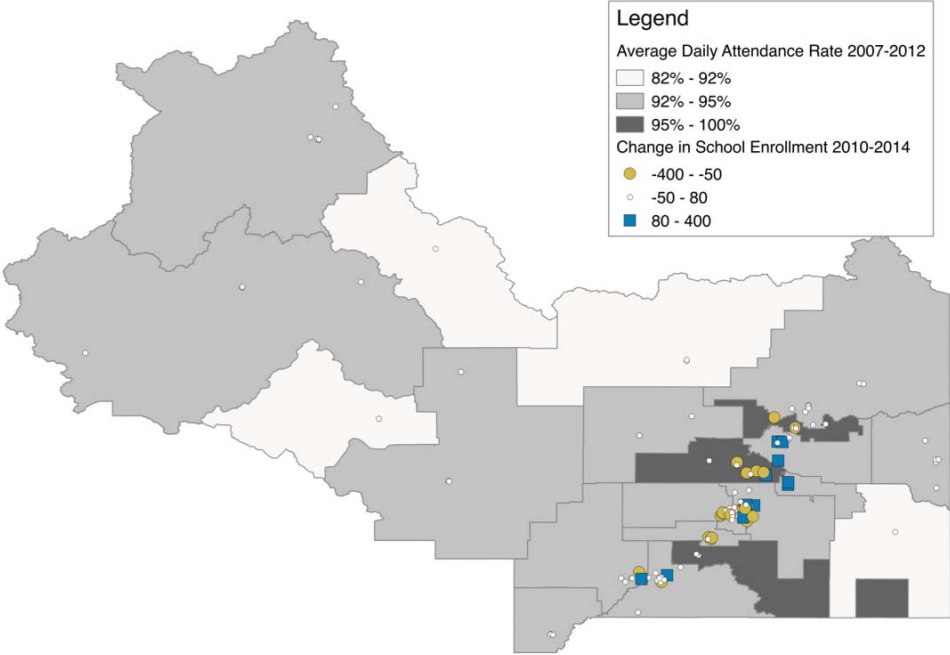 Legend
Average Daily Attendance Rate 2007-2012
82% - 92%
92% - 95%
95% - 100%
Change in School Enrollment 2010-2014
-400 - -50
-50 - 80
80 - 400